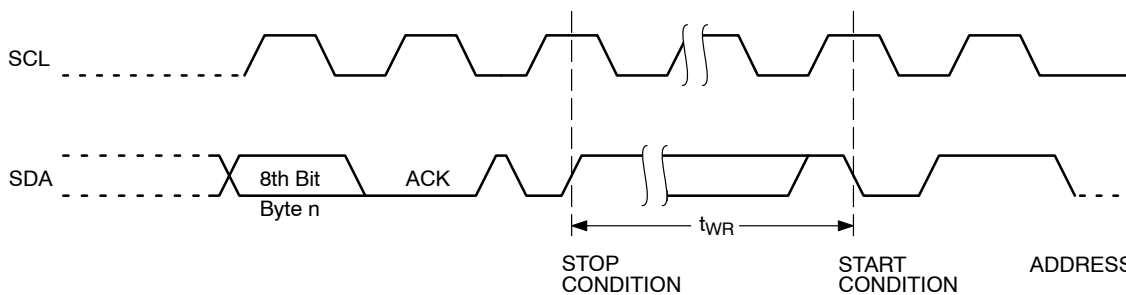 SCL
SDA
8th Bit
Byte n
ACK
tWR
STOP
CONDITION
START
CONDITION
ADDRESS